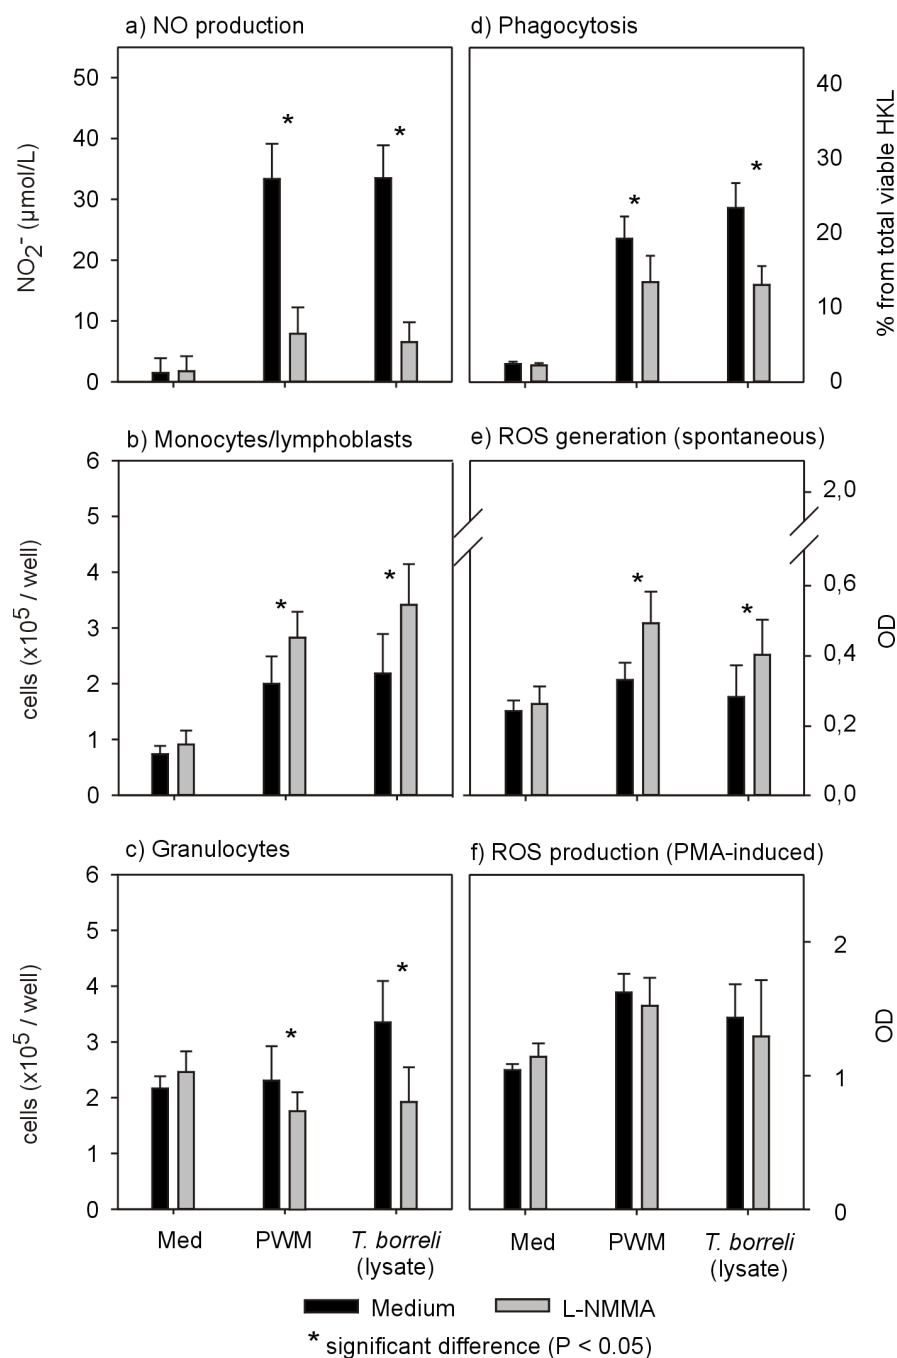 a) NO production
50
40
30
20
10
0
NO2- (µmol/L)
d) Phagocytosis
40
30
20
10
0
% from total viable HKL
b) Monocytes/lymphoblasts
6
5
4
3
2
1
0
cells (x10^5 / well)
e) ROS generation (spontaneous)
2,0
0,6
0,4
0,2
0,0
OD
c) Granulocytes
6
5
4
3
2
1
0
cells (x10^5 / well)
f) ROS production (PMA-induced)
2
1
0
OD
* * * * * * * * * *
Med PWM T. borreli
(lysate)
Med PWM T. borreli
(lysate)
Medium L-NMMA
* significant difference (P < 0.05)